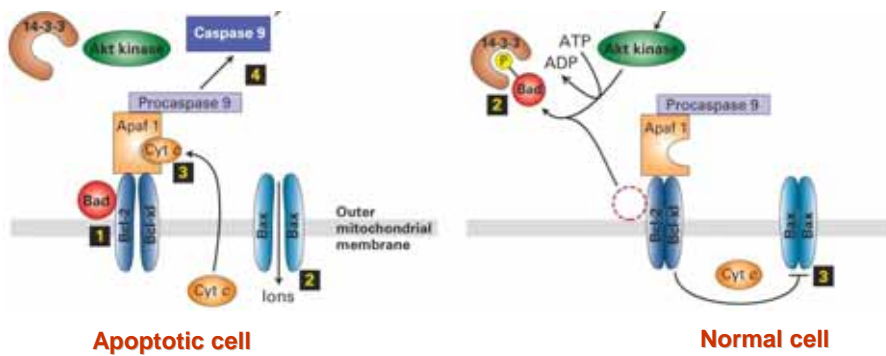 14-3-3
Akt kinase
Caspase 9
4
Procaspase 9
Apaf 1
Cyt c
3
Bad
1
Bcl-2
Bcl-xl
Bax
Bax
Outer
mitochondrial
membrane
2
Cyt c
Ions
Apoptotic cell
14-3-3
P
ATP
ADP
Akt kinase
2
Bad
Procaspase 9
Apaf 1
Bcl-2
Bcl-xl
Bax
Bax
Cyt c
3
Normal cell